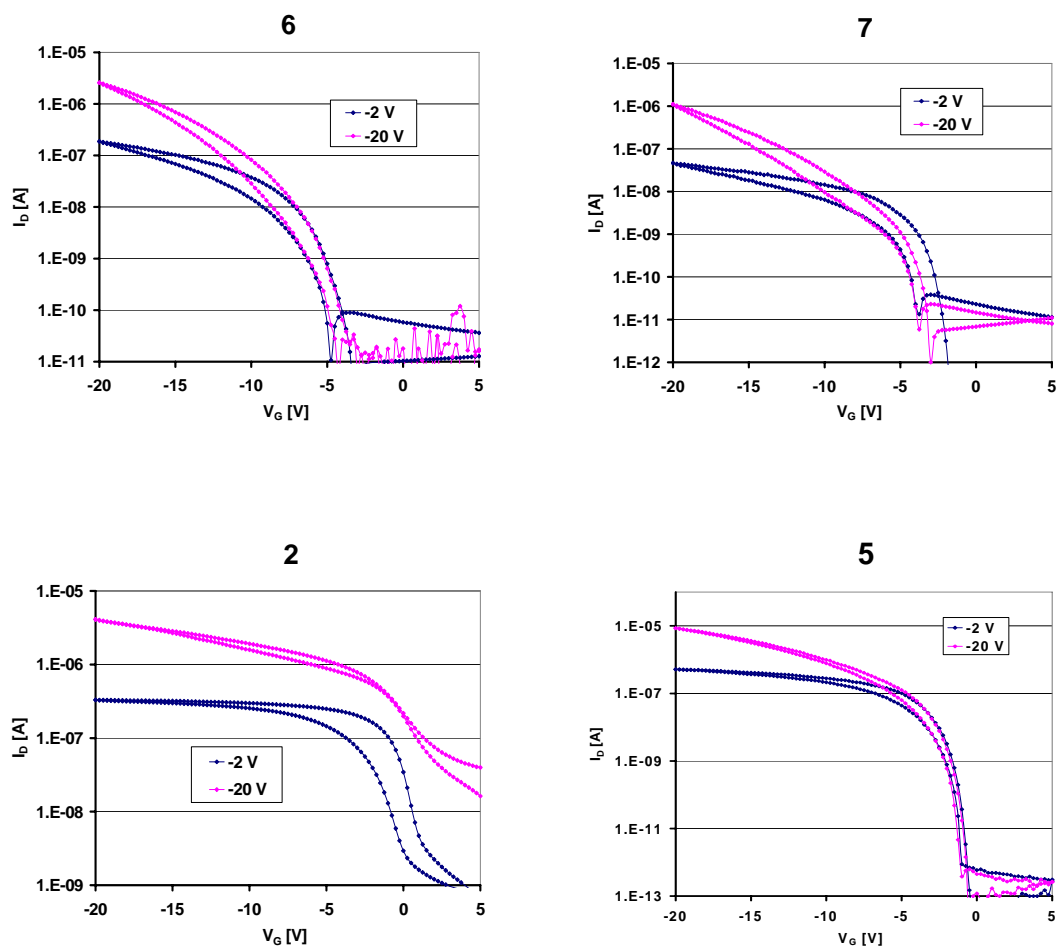 6
1.E-05
1.E-06
1.E-07
1.E-08
1.E-09
1.E-10
1.E-11
I_D [A]
-2 V
-20 V
-20 -15 -10 -5 0 5
V_G [V]
7
1.E-05
1.E-06
1.E-07
1.E-08
1.E-09
1.E-10
1.E-11
1.E-12
I_D [A]
-2 V
-20 V
-20 -15 -10 -5 0 5
V_G [V]
2
1.E-05
1.E-06
1.E-07
1.E-08
1.E-09
I_D [A]
-2 V
-20 V
-20 -15 -10 -5 0 5
V_G [V]
5
1.E-05
1.E-07
1.E-09
1.E-11
1.E-13
I_D [A]
-2 V
-20 V
-20 -15 -10 -5 0 5
V_G [V]